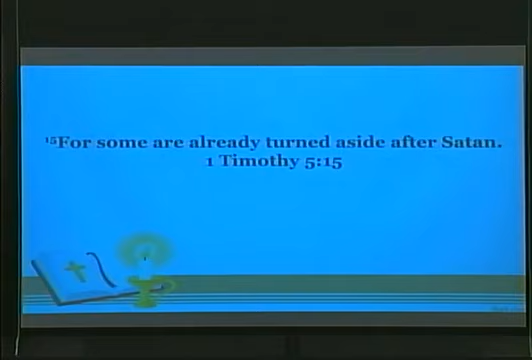 ¹⁵For some are already turned aside after Satan.
1 Timothy 5:15